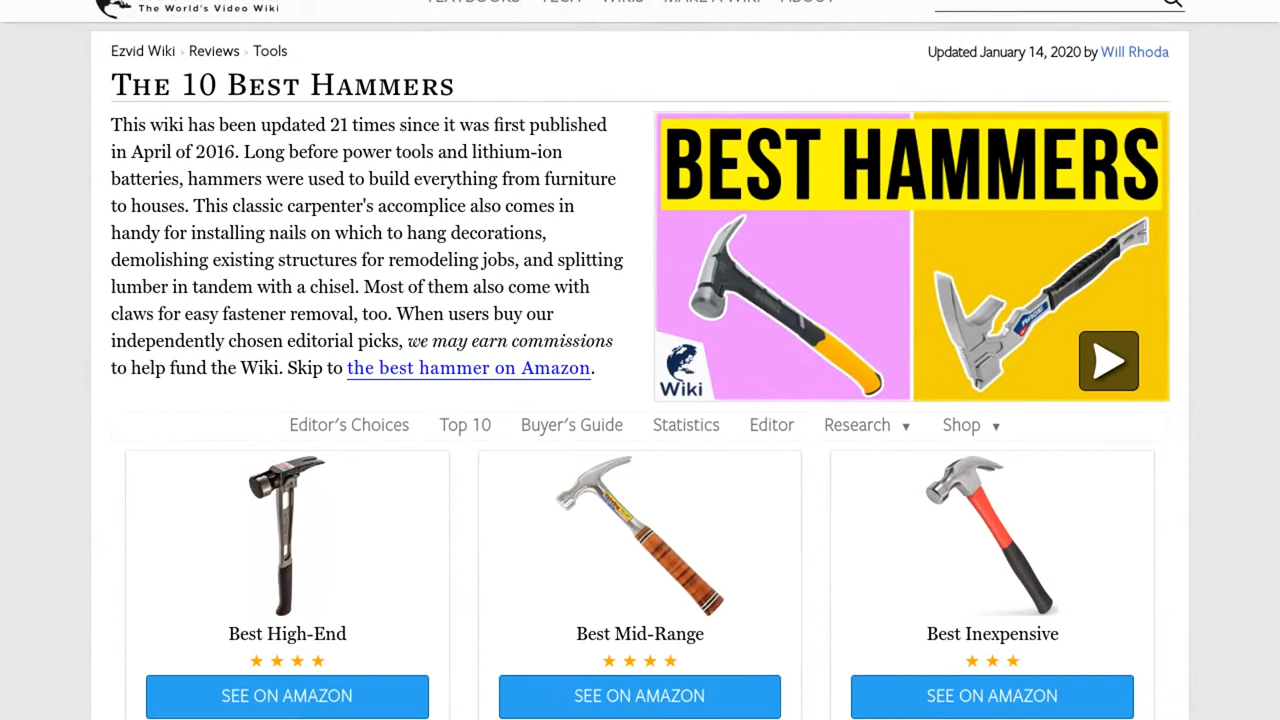 The World's Video Wiki
TEXTBOOKS TECH WIKIS MAKE A WIKI ABOUT
Ezvid Wiki › Reviews › Tools
Updated January 14, 2020 by Will Rhoda
The 10 Best Hammers
This wiki has been updated 21 times since it was first published
in April of 2016. Long before power tools and lithium-ion
batteries, hammers were used to build everything from furniture
to houses. This classic carpenter's accomplice also comes in
handy for installing nails on which to hang decorations,
demolishing existing structures for remodeling jobs, and splitting
lumber in tandem with a chisel. Most of them also come with
claws for easy fastener removal, too. When users buy our
independently chosen editorial picks, we may earn commissions
to help fund the Wiki. Skip to the best hammer on Amazon.
BEST HAMMERS
Wiki
Editor's Choices Top 10 Buyer's Guide Statistics Editor Research ▼ Shop ▼
Best High-End
Best Mid-Range
Best Inexpensive
SEE ON AMAZON
SEE ON AMAZON
SEE ON AMAZON